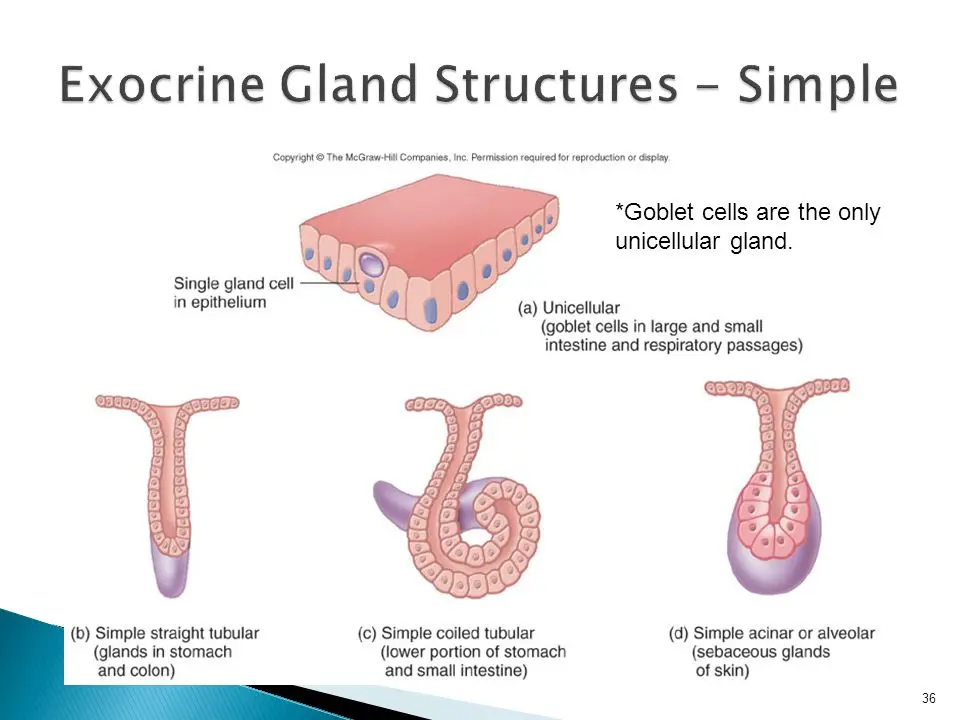 Exocrine Gland Structures - Simple
Copyright © The McGraw-Hill Companies, Inc. Permission required for reproduction or display.
*Goblet cells are the only
unicellular gland.
Single gland cell
in epithelium
(a) Unicellular
(goblet cells in large and small
intestine and respiratory passages)
(b) Simple straight tubular
(glands in stomach
and colon)
(c) Simple coiled tubular
(lower portion of stomach
and small intestine)
(d) Simple acinar or alveolar
(sebaceous glands
of skin)
36